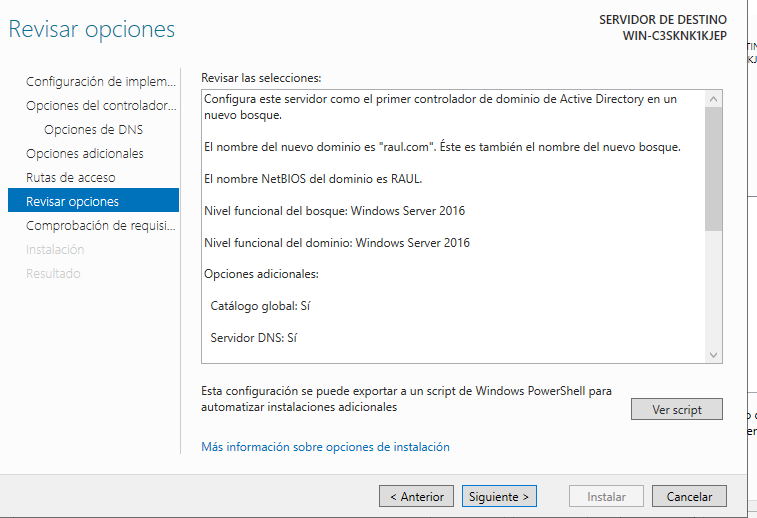 Revisar opciones
SERVIDOR DE DESTINO
WIN-C3SKNK1KJEP
Configuración de implem...
Opciones del controlador...
Opciones de DNS
Opciones adicionales
Rutas de acceso
Revisar opciones
Comprobación de requisi...
Instalación
Resultado
Revisar las selecciones:
Configura este servidor como el primer controlador de dominio de Active Directory en un
nuevo bosque.
El nombre del nuevo dominio es "raul.com". Éste es también el nombre del nuevo bosque.
El nombre NetBIOS del dominio es RAUL.
Nivel funcional del bosque: Windows Server 2016
Nivel funcional del dominio: Windows Server 2016
Opciones adicionales:
Catálogo global: Sí
Servidor DNS: Sí
Esta configuración se puede exportar a un script de Windows PowerShell para
automatizar instalaciones adicionales
Ver script
Más información sobre opciones de instalación
< Anterior
Siguiente >
Instalar
Cancelar